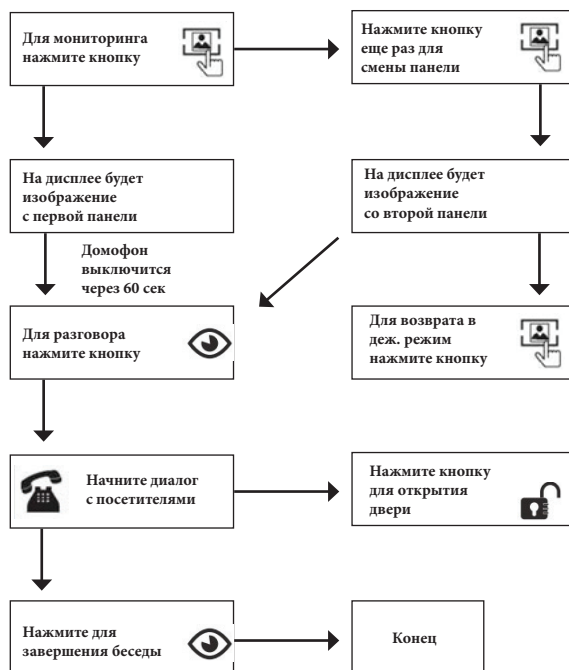 Для мониторинга
нажмите кнопку
Нажмите кнопку
еще раз для
смены панели
На дисплее будет
изображение
с первой панели
На дисплее будет
изображение
со второй панели
Домофон
выключится
через 60 сек
Для разговора
нажмите кнопку
Для возврата в
деж. режим
нажмите кнопку
Начните диалог
с посетителями
Нажмите кнопку
для открытия
двери
Нажмите для
завершения беседы
Конец